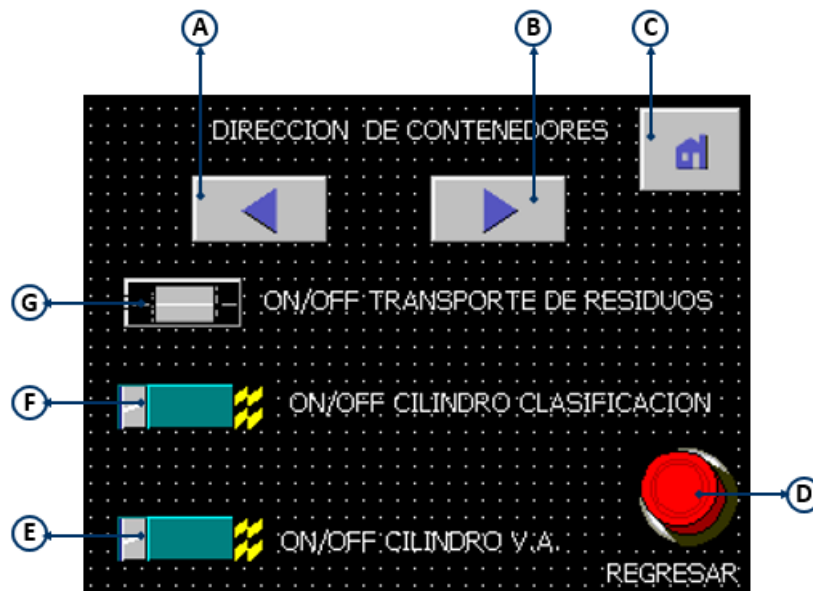 A B C
DIRECCION DE CONTENEDORES
G ON/OFF TRANSPORTE DE RESIDUOS
F ON/OFF CILINDRO CLASIFICACION
D
E ON/OFF CILINDRO V.A.
REGRESAR